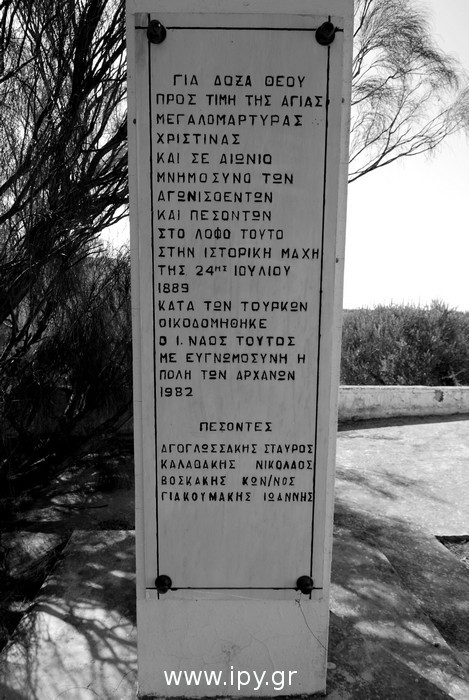 ΓΙΑ ΔΟΞΑ ΘΕΟΥ
ΠΡΟΣ ΤΙΜΗ ΤΗΣ ΑΓΙΑΣ
ΜΕΓΑΛΟΜΑΡΤΥΡΑΣ
ΧΡΙΣΤΙΝΑΣ
ΚΑΙ ΣΕ ΑΙΩΝΙΟ
ΜΝΗΜΟΣΥΝΟ ΤΩΝ
ΑΓΩΝΙΣΘΕΝΤΩΝ
ΚΑΙ ΠΕΣΟΝΤΩΝ
ΣΤΟ ΛΟΦΟ ΤΟΥΤΟ
ΣΤΗΝ ΙΣΤΟΡΙΚΗ ΜΑΧΗ
ΤΗΣ 24ΗΣ ΙΟΥΛΙΟΥ
1889
ΚΑΤΑ ΤΩΝ ΤΟΥΡΚΩΝ
ΟΙΚΟΔΟΜΗΘΗΚΕ
Ο Ι. ΝΑΟΣ ΤΟΥΤΟΣ
ΜΕ ΕΥΓΝΩΜΟΣΥΝΗ Η
ΠΟΛΗ ΤΩΝ ΑΡΧΑΝΩΝ
1982
ΠΕΣΟΝΤΕΣ
ΑΓΟΓΛΩΣΣΑΚΗΣ ΣΤΑΥΡΟΣ
ΚΑΛΑΘΑΚΗΣ ΝΙΚΟΛΑΟΣ
ΒΟΣΚΑΚΗΣ ΚΩΝ/ΝΟΣ
ΓΙΑΚΟΥΜΑΚΗΣ ΙΩΑΝΝΗΣ
www.ipy.gr